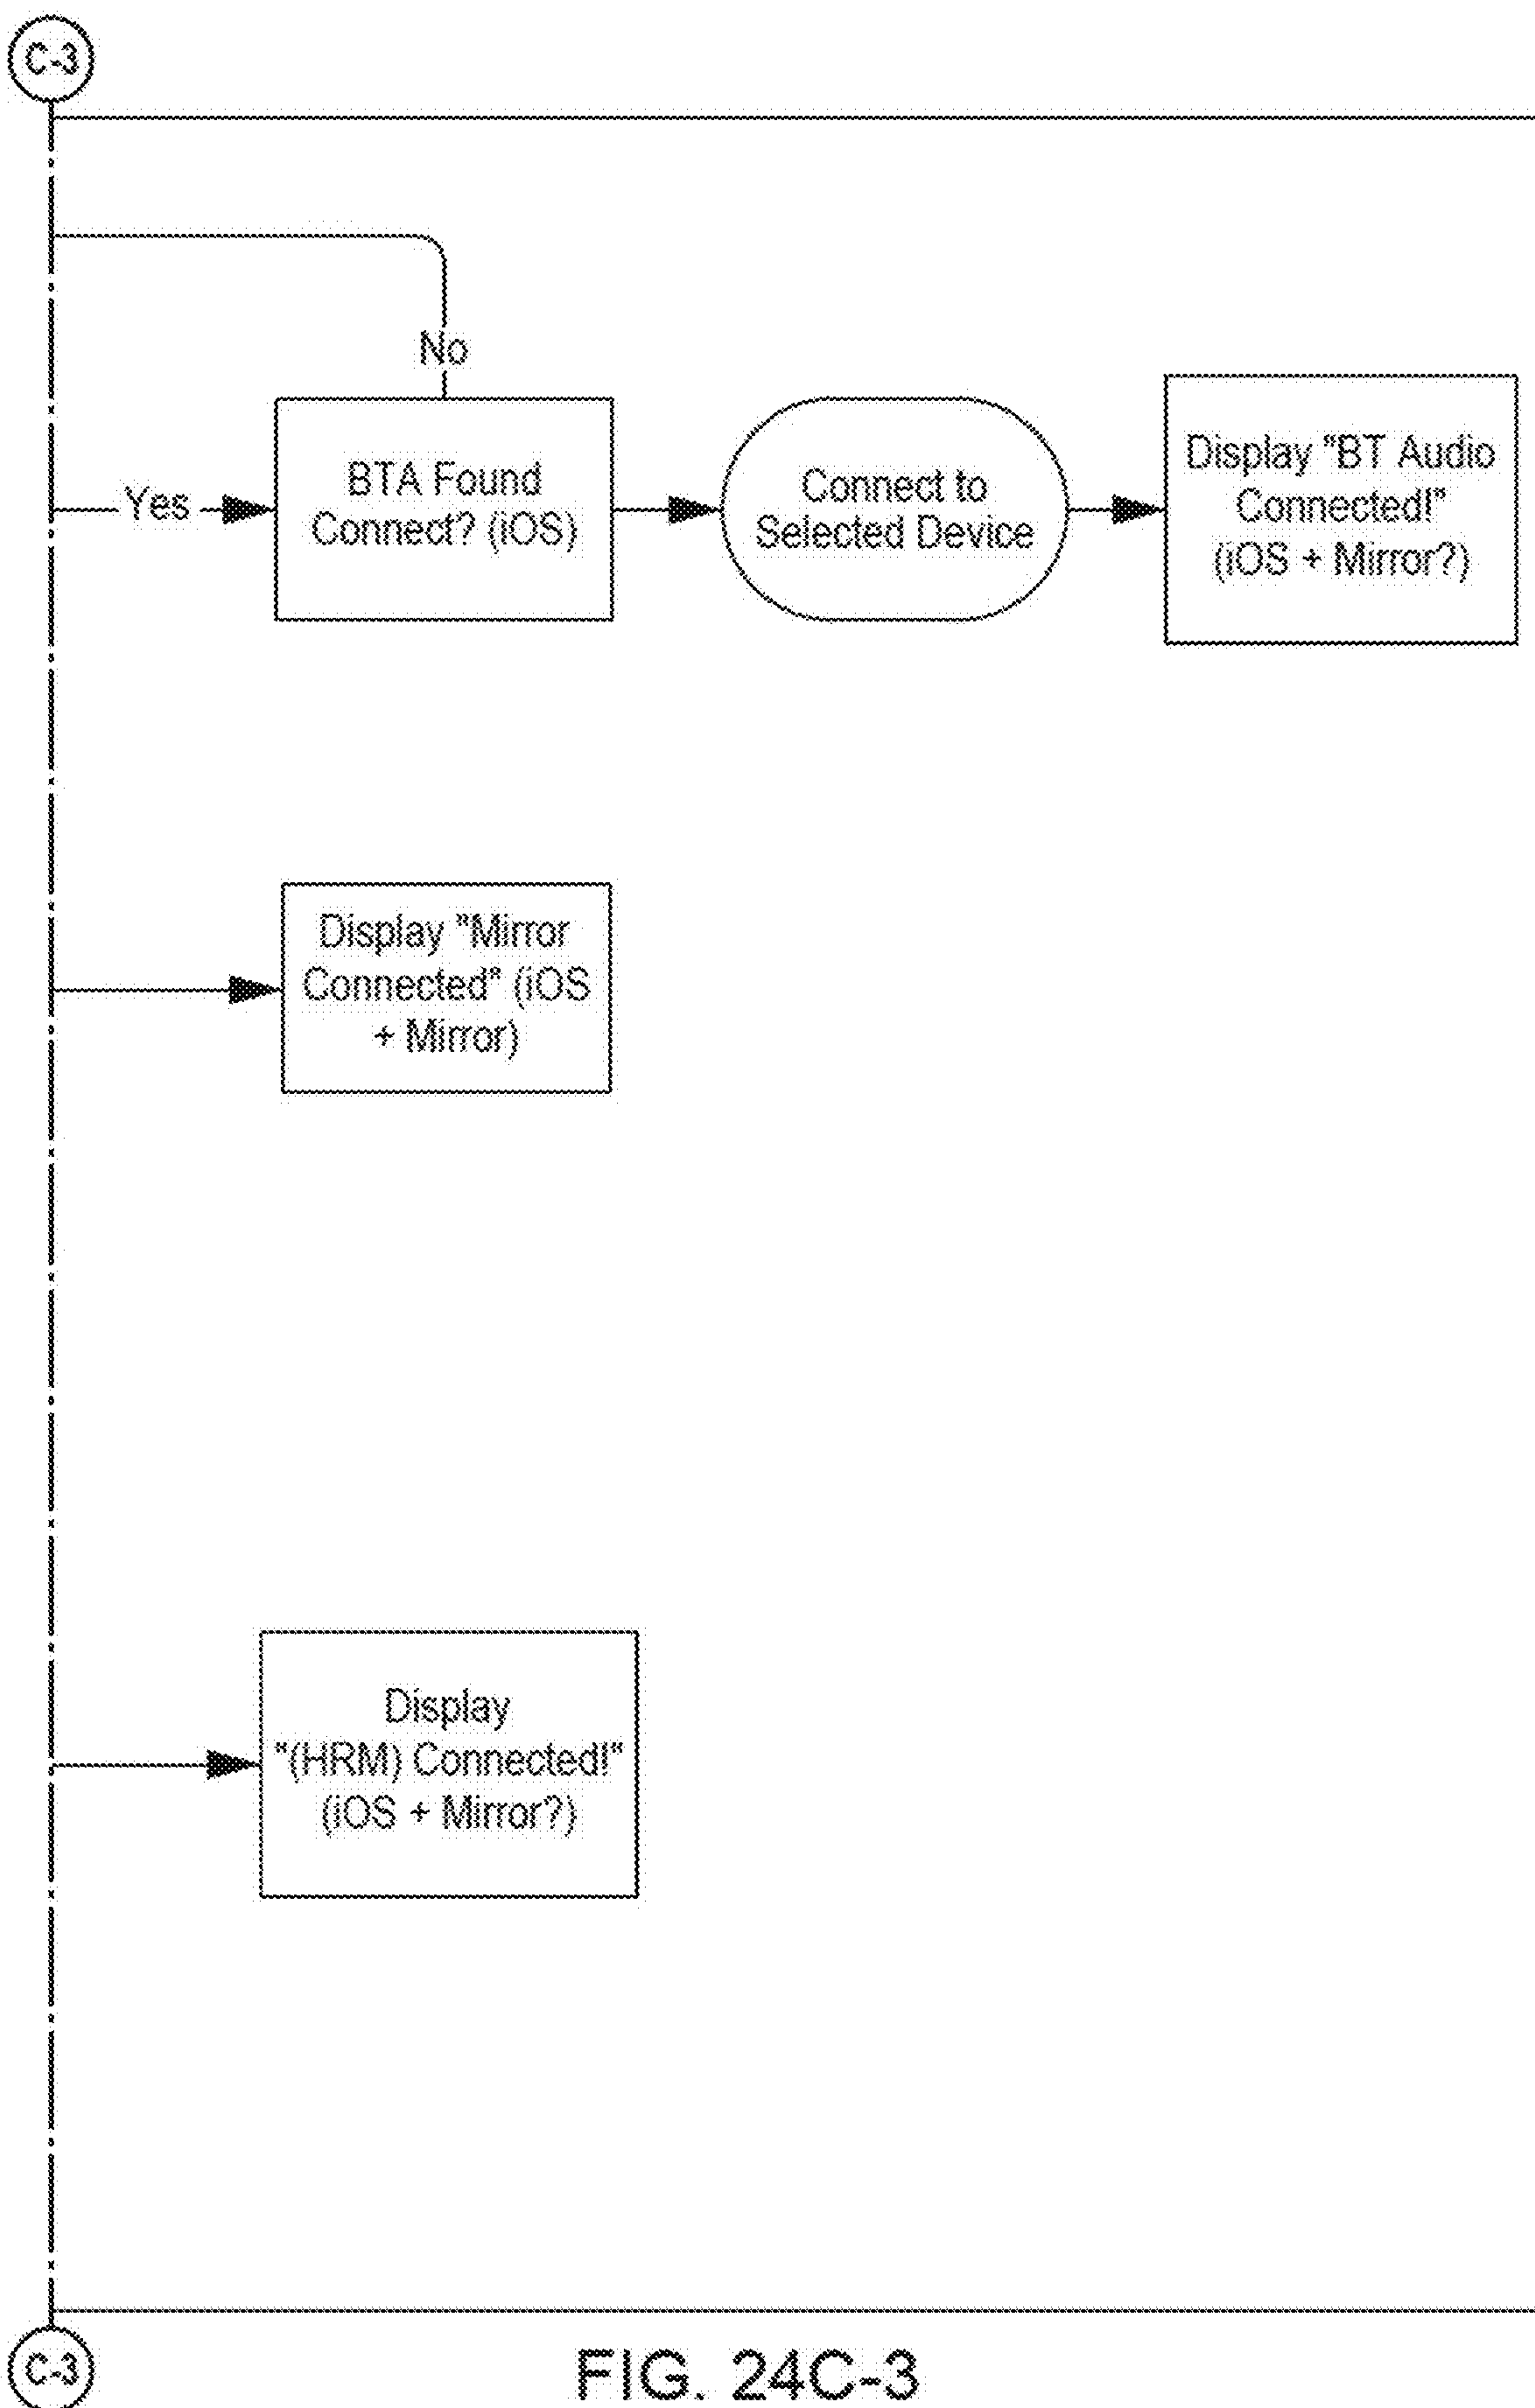 C-3
No
Yes
BTA Found
Connect? (iOS)
Connect to
Selected Device
Display "BT Audio
Connected!"
(iOS + Mirror?)
Display "Mirror
Connected" (iOS
+ Mirror)
Display
"(HRM) Connected!"
(iOS + Mirror?)
C-3
FIG. 24C-3